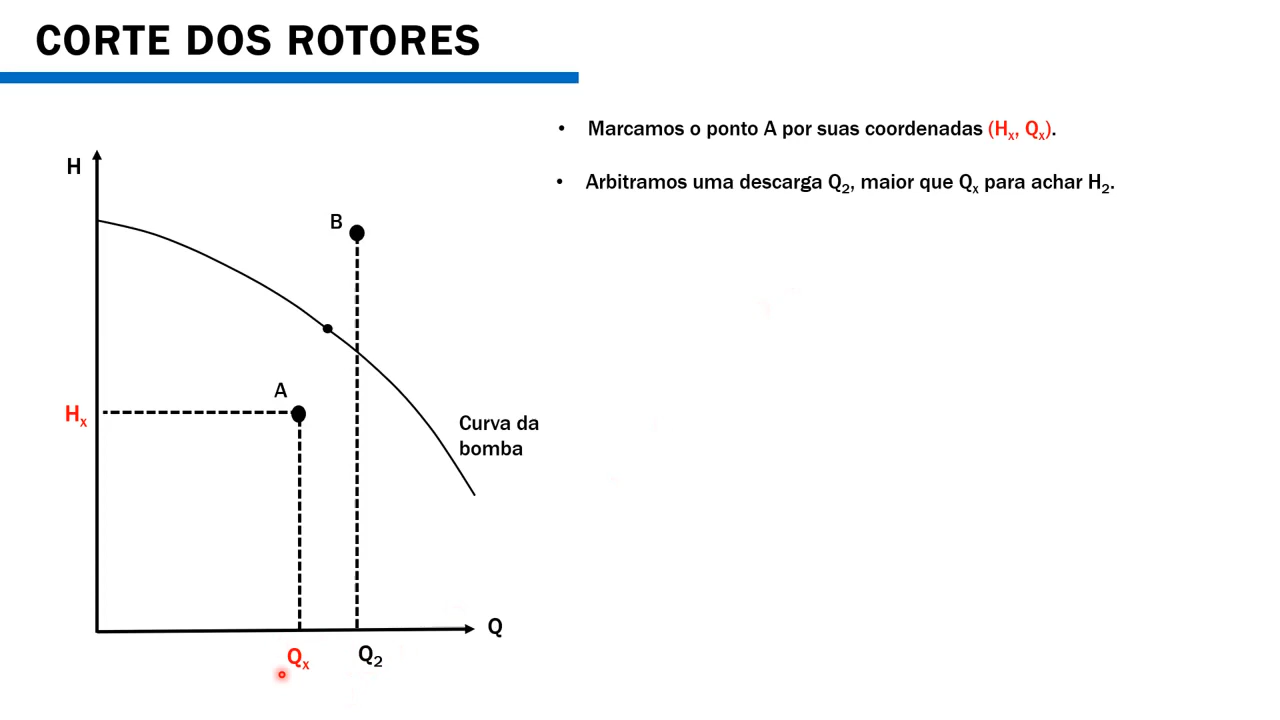 CORTE DOS ROTORES
• Marcamos o ponto A por suas coordenadas (Hx, Qx).
• Arbitramos uma descarga Q2, maior que Qx para achar H2.
H
B
A
Hx
Curva da
bomba
Q
Qx
Q2